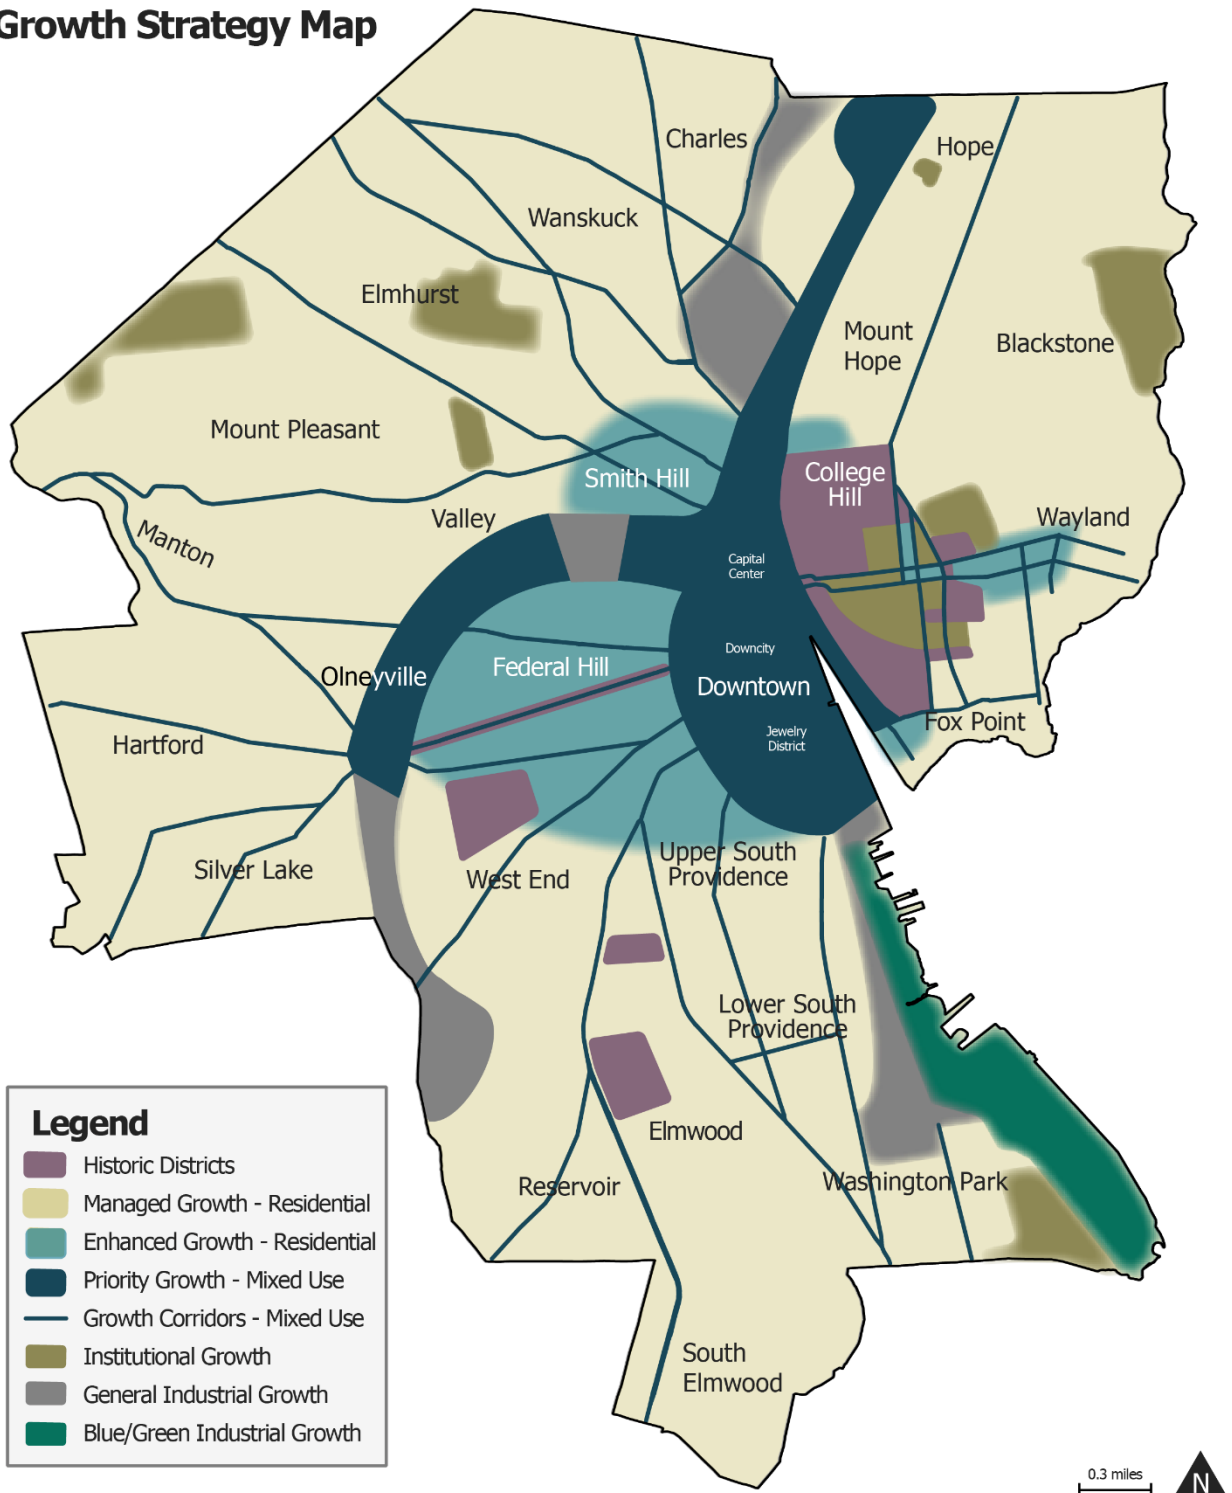 Growth Strategy Map
Charles
Hope
Wanskuck
Elmhurst
Mount
Hope
Blackstone
Mount Pleasant
Smith Hill
College
Hill
Valley
Wayland
Manton
Capital
Center
Downcity
Olneyville
Federal Hill
Downtown
Jewelry
District
Fox Point
Hartford
Silver Lake
West End
Upper South
Providence
Lower South
Providence
Elmwood
Reservoir
Washington Park
South
Elmwood
Legend
Historic Districts
Managed Growth - Residential
Enhanced Growth - Residential
Priority Growth - Mixed Use
Growth Corridors - Mixed Use
Institutional Growth
General Industrial Growth
Blue/Green Industrial Growth
0.3 miles
N